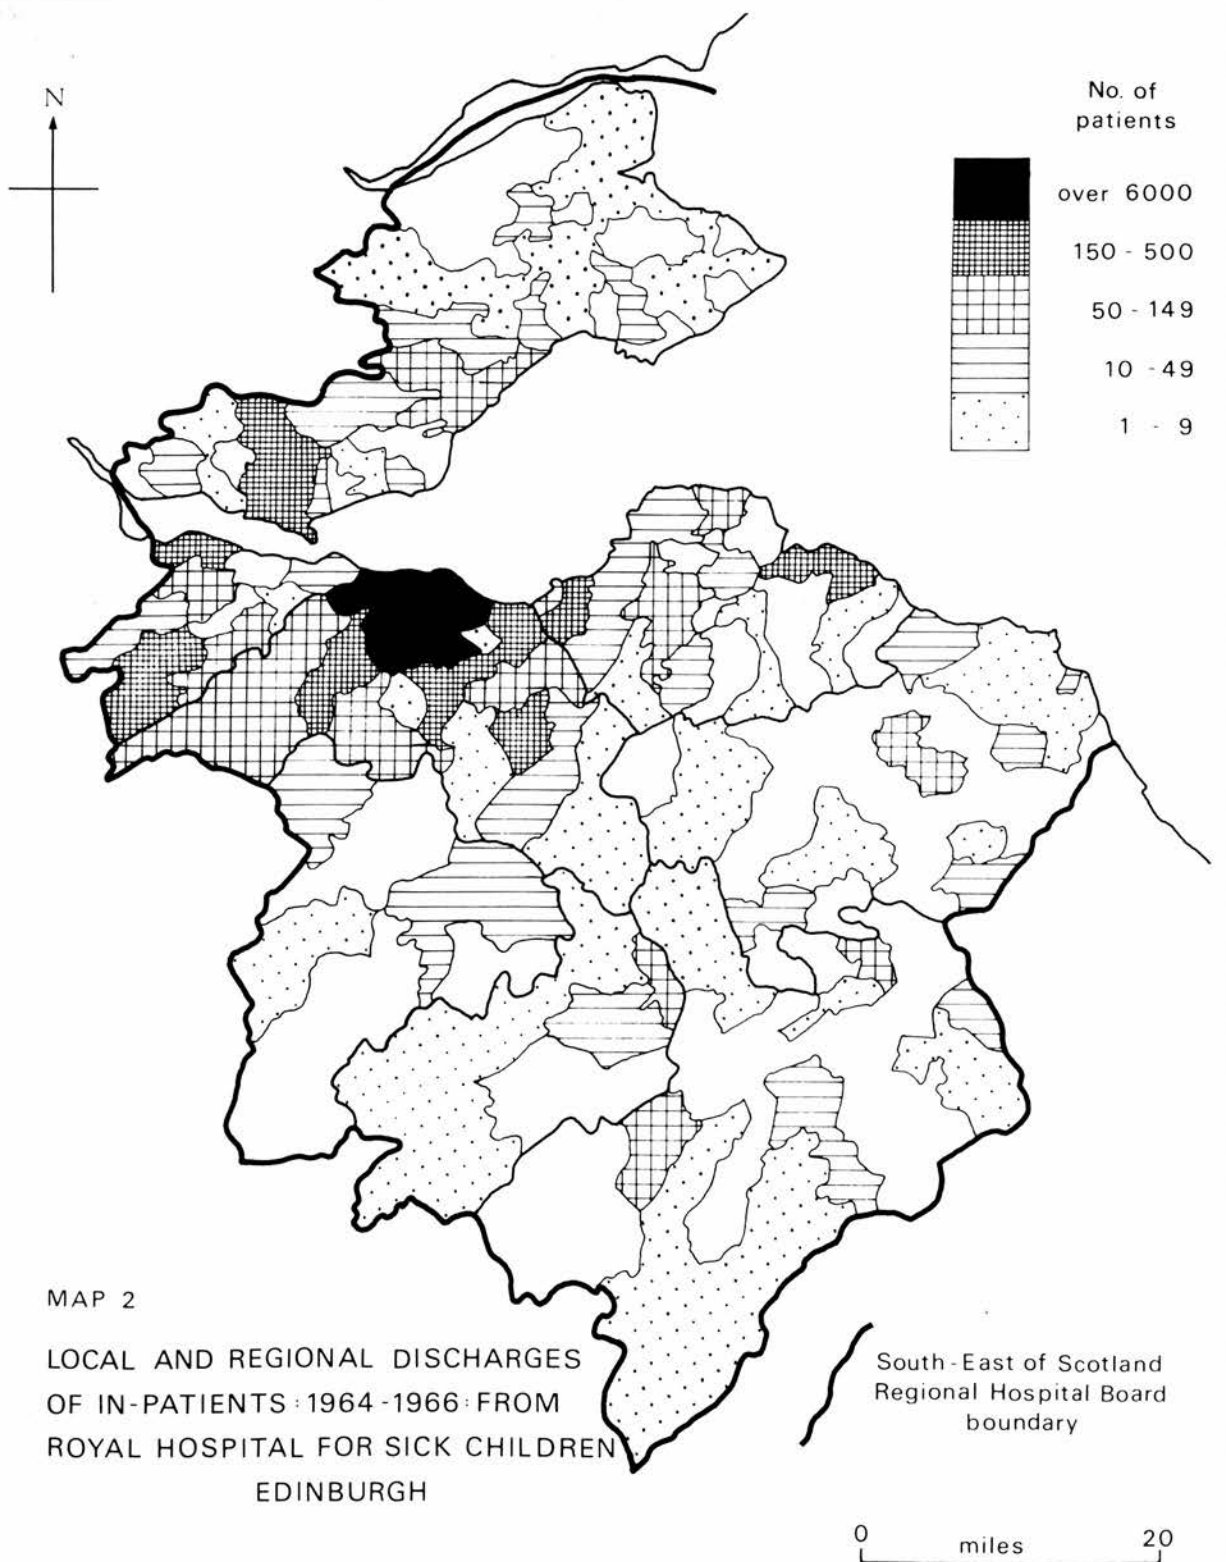 N
No. of
patients
over 6000
150 - 500
50 - 149
10 - 49
1 - 9
MAP 2
LOCAL AND REGIONAL DISCHARGES
OF IN-PATIENTS : 1964 - 1966 : FROM
ROYAL HOSPITAL FOR SICK CHILDREN
EDINBURGH
South - East of Scotland
Regional Hospital Board
boundary
0 miles 20